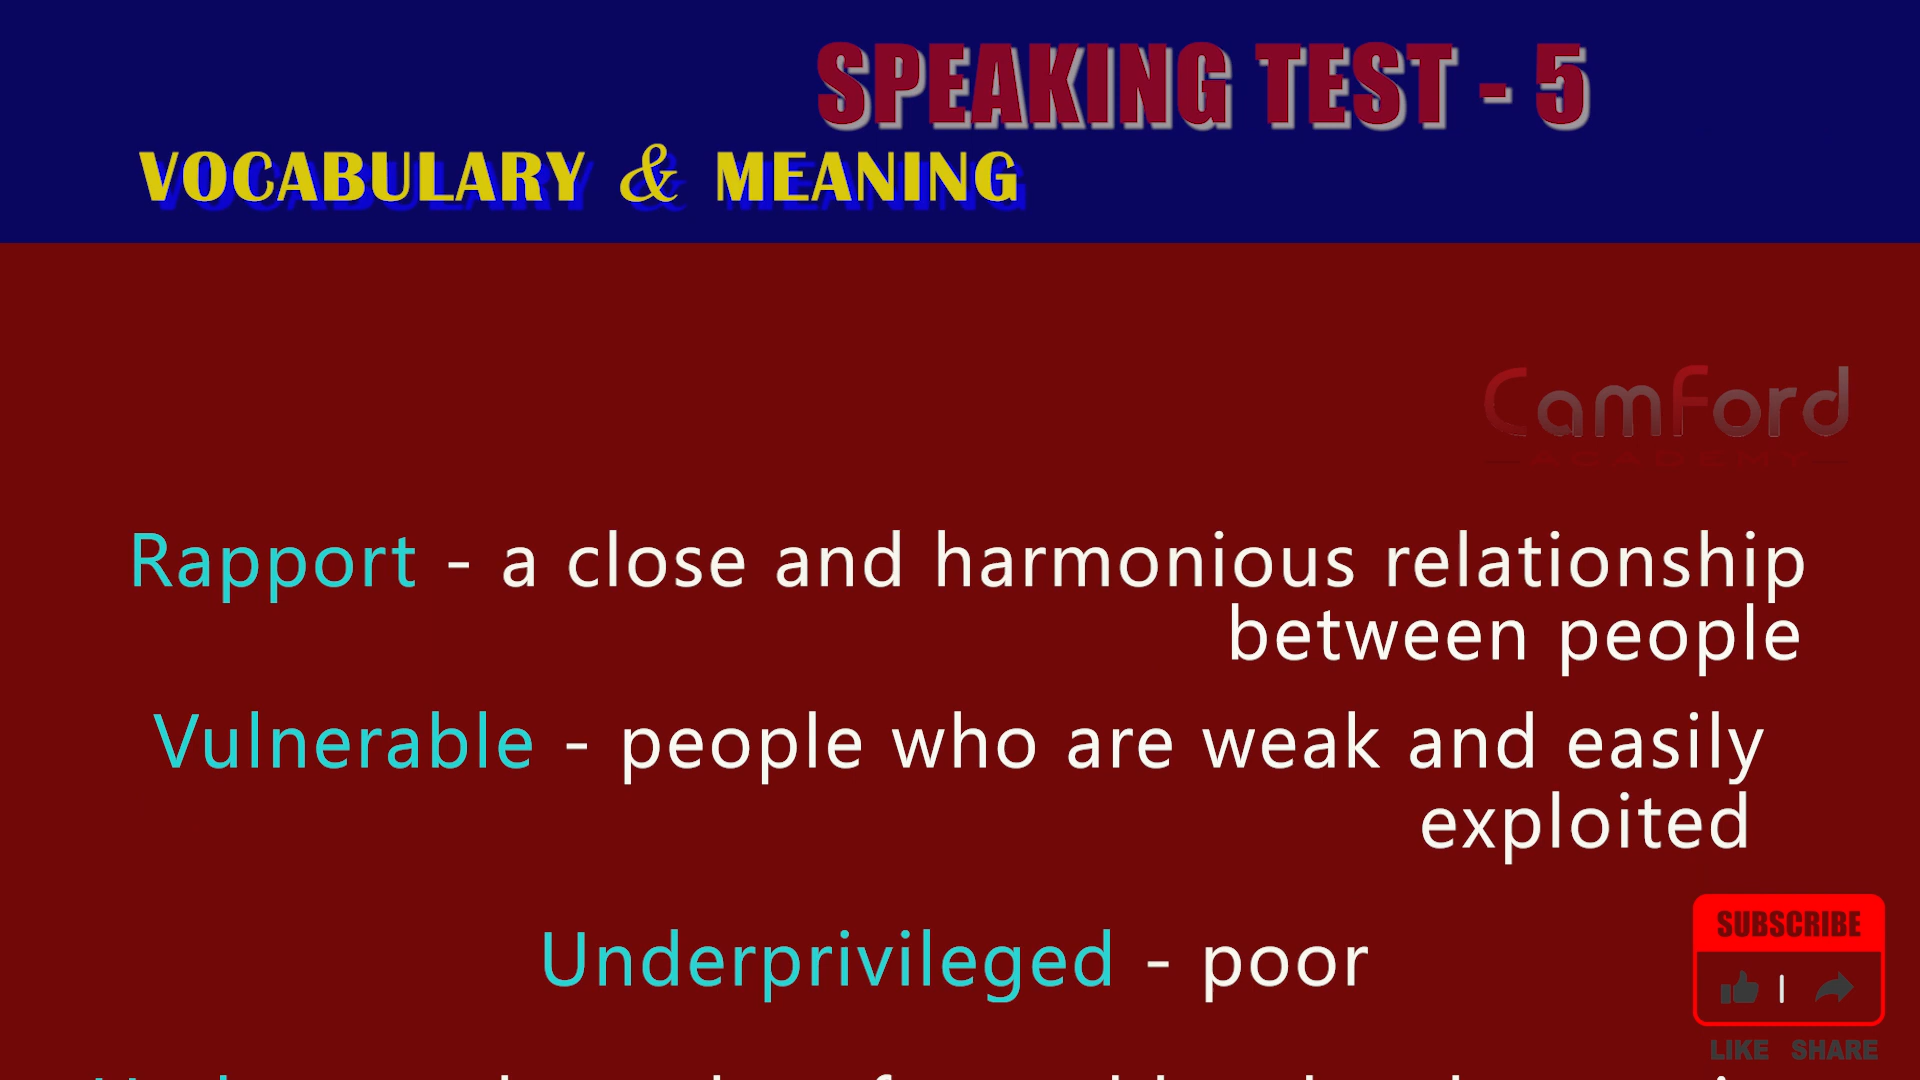 SPEAKING TEST - 5
VOCABULARY & MEANING
CamFord
ACADEMY
Rapport - a close and harmonious relationship
between people
Vulnerable - people who are weak and easily
exploited
Underprivileged - poor
SUBSCRIBE
LIKE SHARE